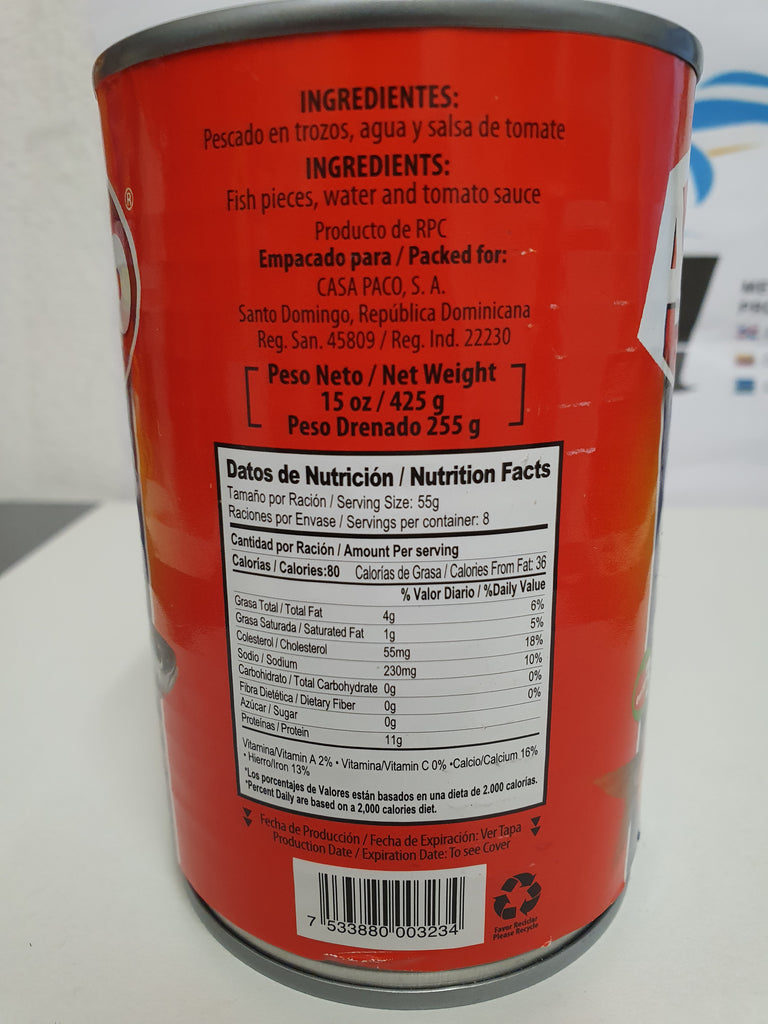 INGREDIENTES:
Pescado en trozos, agua y salsa de tomate
INGREDIENTS:
Fish pieces, water and tomato sauce
Producto de RPC
Empacado para / Packed for:
CASA PACO, S. A.
Santo Domingo, República Dominicana
Reg. San. 45809 / Reg. Ind. 22230
Peso Neto / Net Weight
15 oz / 425 g
Peso Drenado 255 g
Datos de Nutrición / Nutrition Facts
Tamaño por Ración / Serving Size: 55g
Raciones por Envase / Servings per container: 8
Cantidad por Ración / Amount Per serving
Calorías / Calories:80 Calorías de Grasa / Calories From Fat: 36
% Valor Diario / %Daily Value
Grasa Total / Total Fat 4g 6%
Grasa Saturada / Saturated Fat 1g 5%
Colesterol / Cholesterol 55mg 18%
Sodio / Sodium 230mg 10%
Carbohidrato / Total Carbohydrate 0g 0%
Fibra Dietética / Dietary Fiber 0g 0%
Azúcar / Sugar 0g
Proteínas / Protein 11g
Vitamina/Vitamin A 2% • Vitamina/Vitamin C 0% •Calcio/Calcium 16%
• Hierro/Iron 13%
*Los porcentajes de Valores están basados en una dieta de 2.000 calorías.
*Percent Daily are based on a 2,000 calories diet.
Fecha de Producción / Fecha de Expiración: Ver Tapa
Production Date / Expiration Date: To see Cover
7 533880 003234
Favor Reciclar
Please Recycle